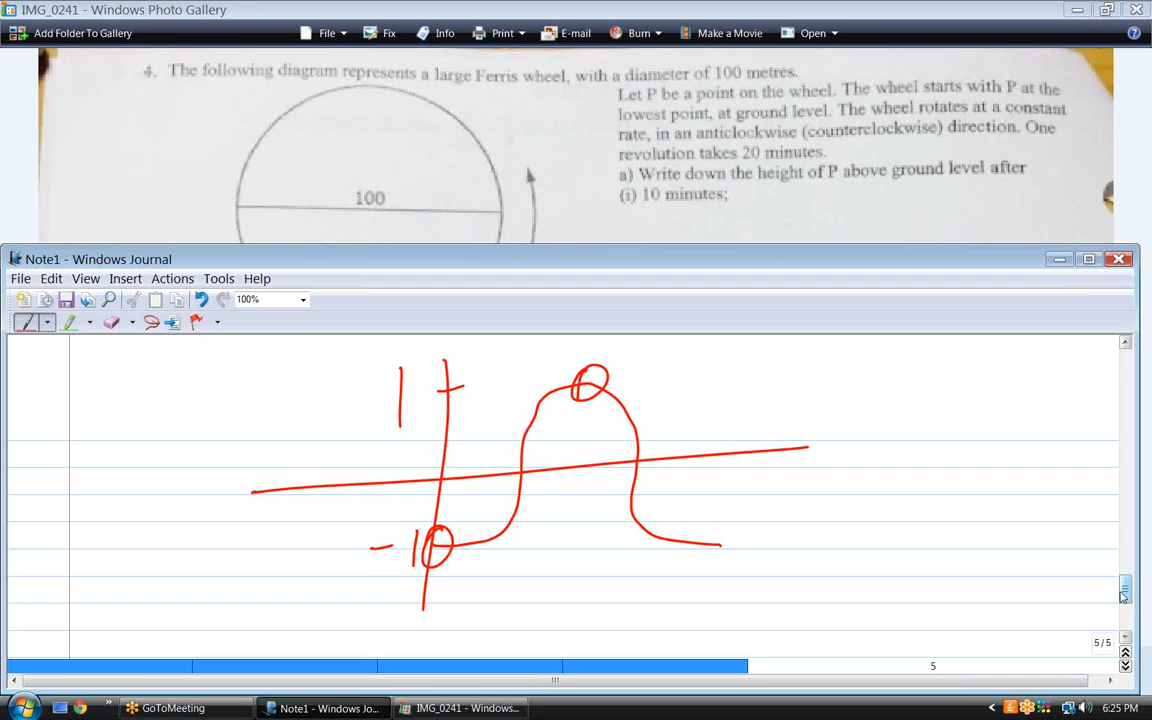 IMG_0241 - Windows Photo Gallery
Add Folder To Gallery
File Fix Info Print E-mail Burn Make a Movie Open
4. The following diagram represents a large Ferris wheel, with a diameter of 100 metres.
Let P be a point on the wheel. The wheel starts with P at the
lowest point, at ground level. The wheel rotates at a constant
rate, in an anticlockwise (counterclockwise) direction. One
revolution takes 20 minutes.
a) Write down the height of P above ground level after
(i) 10 minutes;
100
Note1 - Windows Journal
File Edit View Insert Actions Tools Help
100%
1
-1
5/5
5
GoToMeeting
Note1 - Windows Jo...
IMG_0241 - Windows...
6:25 PM